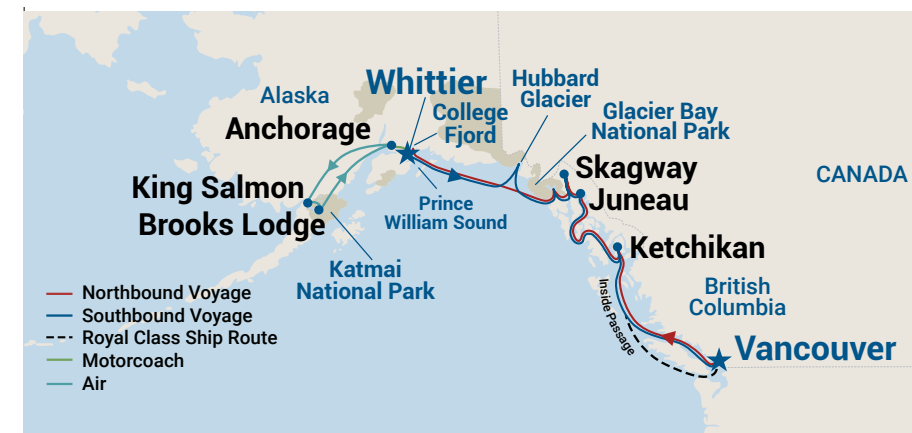 Whittier
Hubbard
Glacier
Alaska
College
Fjord
Glacier Bay
National Park
Anchorage
Skagway
CANADA
King Salmon
Juneau
Prince
William Sound
Brooks Lodge
Ketchikan
Katmai
National Park
British
Columbia
Inside Passage
Vancouver
Northbound Voyage
Southbound Voyage
Royal Class Ship Route
Motorcoach
Air